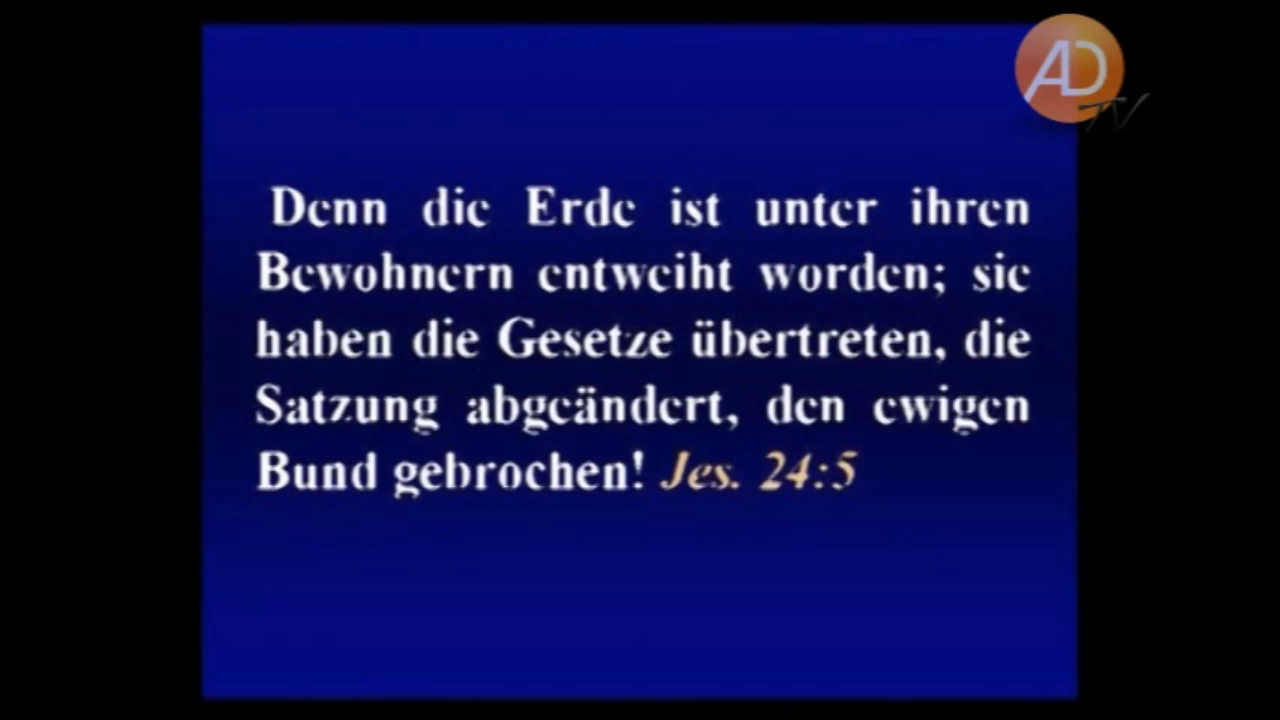 AD
TV
Denn die Erde ist unter ihren
Bewohnern entweiht worden; sie
haben die Gesetze übertreten, die
Satzung abgeändert, den ewigen
Bund gebrochen! Jes. 24:5